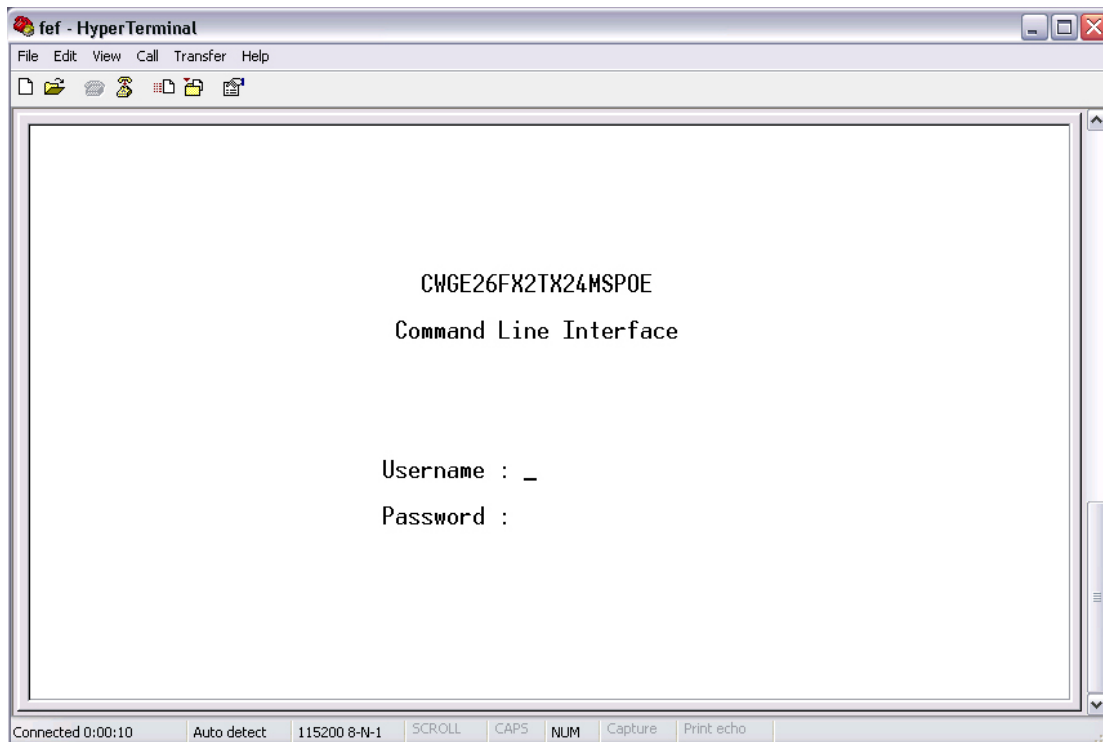 fef - HyperTerminal
File Edit View Call Transfer Help
CWGE26FX2TX24MSPOE
Command Line Interface
Username : _
Password :
Connected 0:00:10 Auto detect 115200 8-N-1 SCROLL CAPS NUM Capture Print echo